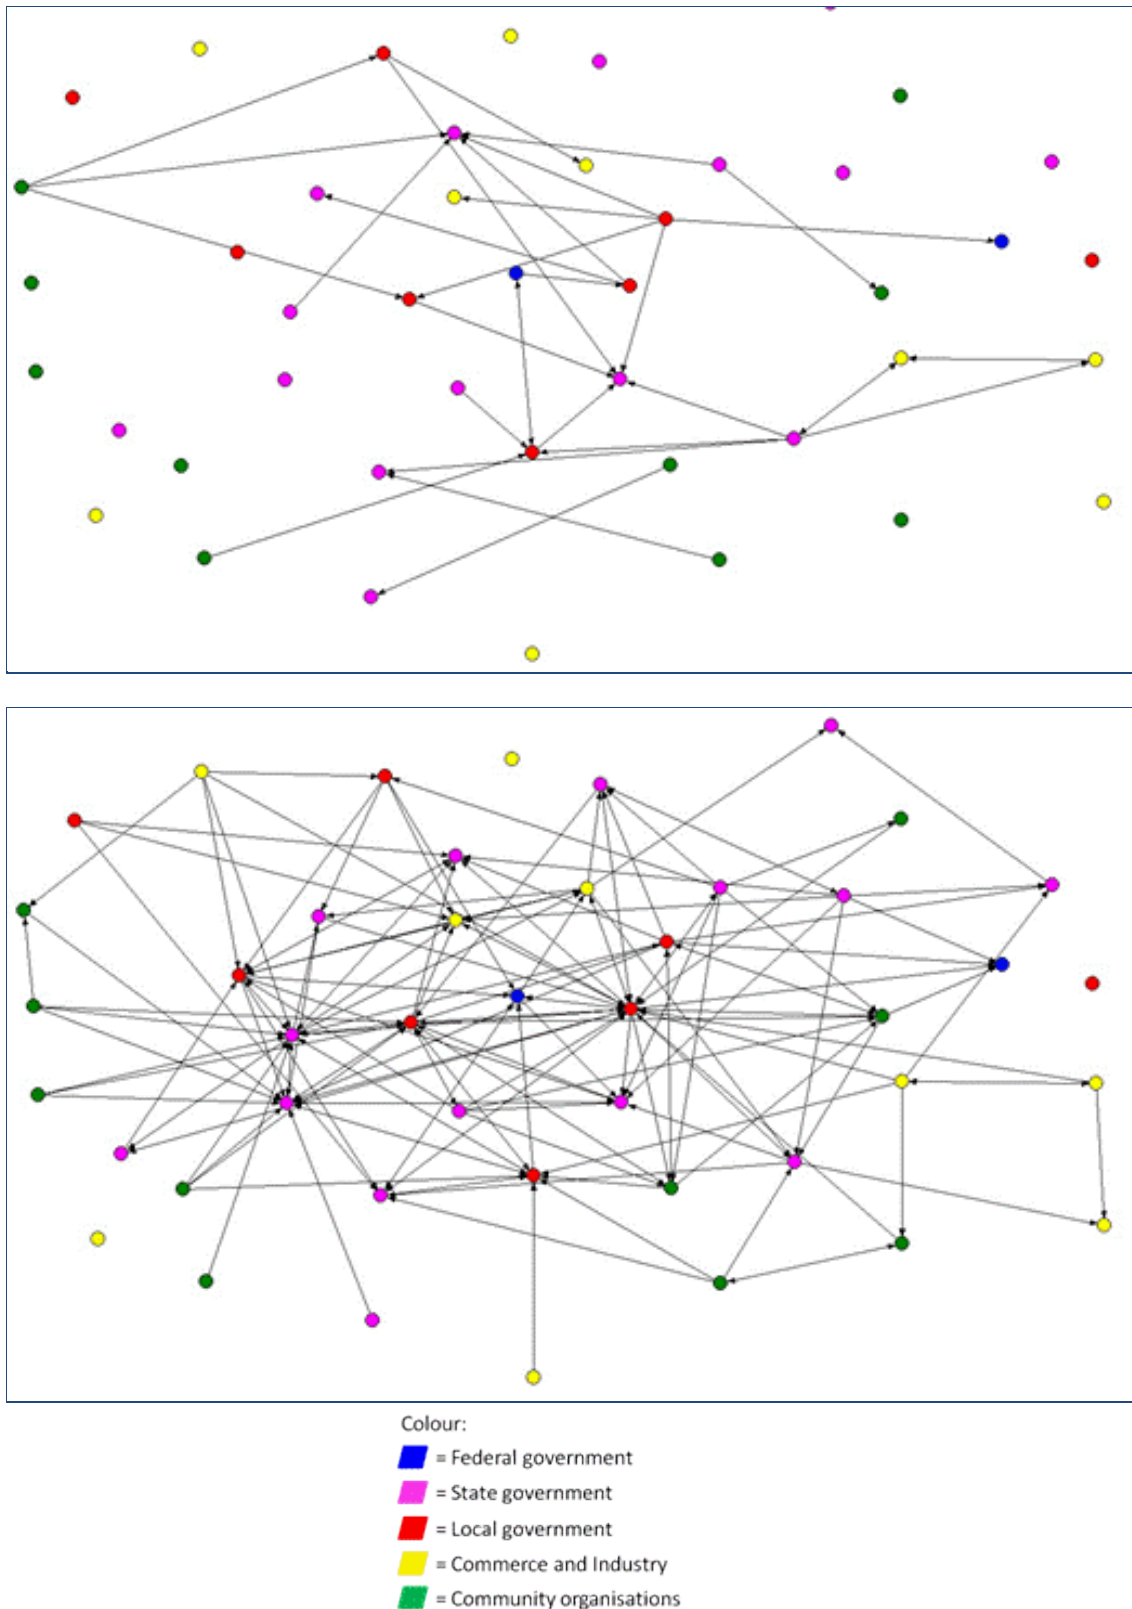 Colour:
= Federal government
= State government
= Local government
= Commerce and Industry
= Community organisations